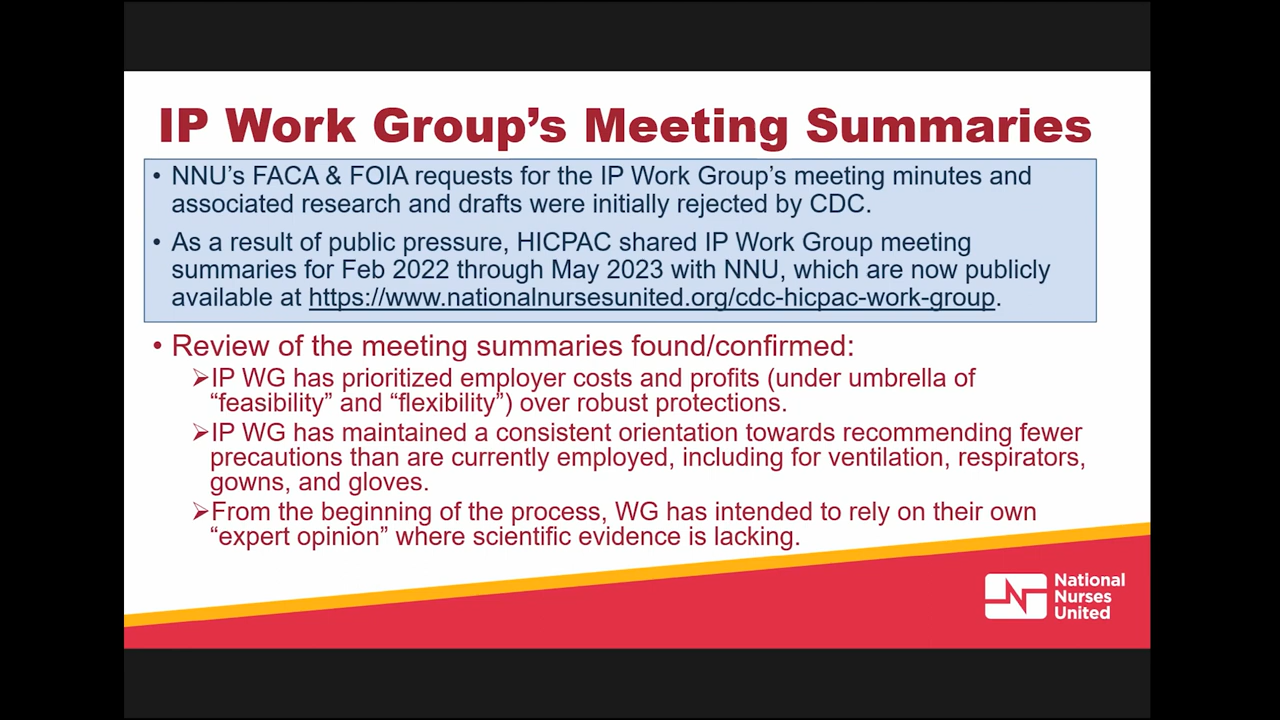 IP Work Group’s Meeting Summaries
• NNU’s FACA & FOIA requests for the IP Work Group’s meeting minutes and
associated research and drafts were initially rejected by CDC.
• As a result of public pressure, HICPAC shared IP Work Group meeting
summaries for Feb 2022 through May 2023 with NNU, which are now publicly
available at https://www.nationalnursesunited.org/cdc-hicpac-work-group.
• Review of the meeting summaries found/confirmed:
➢IP WG has prioritized employer costs and profits (under umbrella of
“feasibility” and “flexibility”) over robust protections.
➢IP WG has maintained a consistent orientation towards recommending fewer
precautions than are currently employed, including for ventilation, respirators,
gowns, and gloves.
➢From the beginning of the process, WG has intended to rely on their own
“expert opinion” where scientific evidence is lacking.
National
Nurses
United